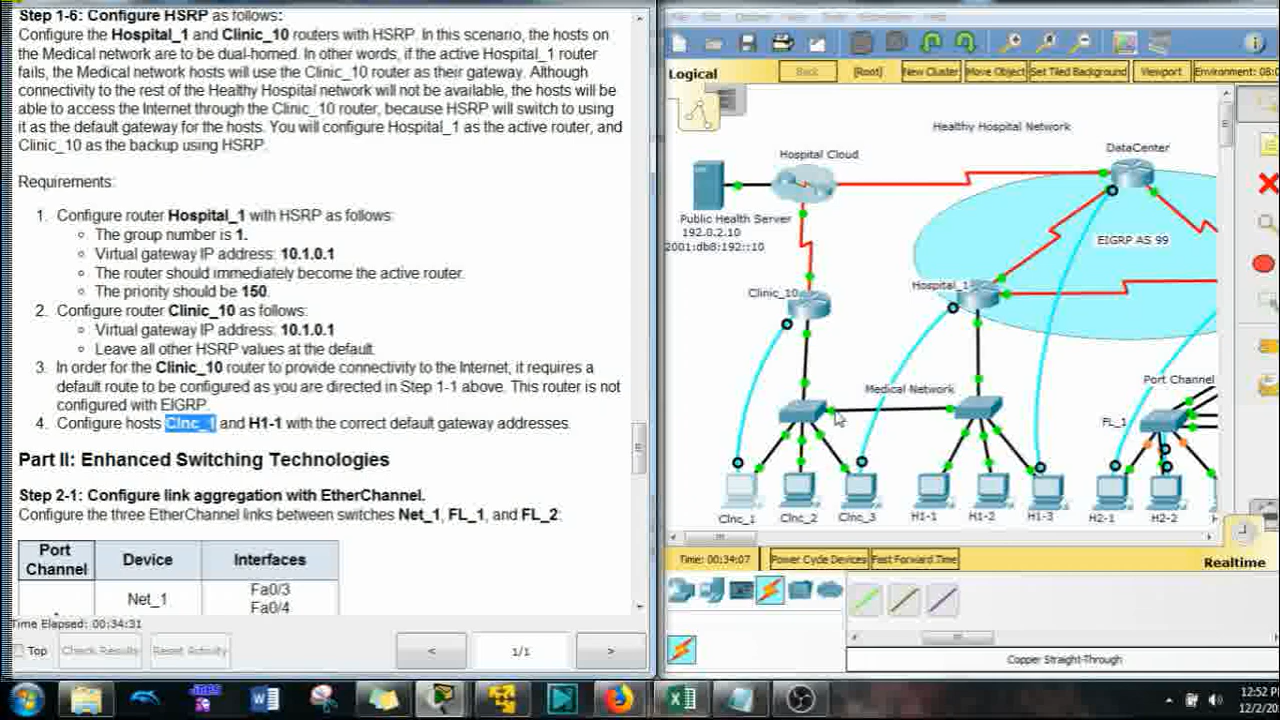 Step 1-6: Configure HSRP as follows:
Configure the Hospital_1 and Clinic_10 routers with HSRP. In this scenario, the hosts on
the Medical network are to be dual-homed. In other words, if the active Hospital_1 router
fails, the Medical network hosts will use the Clinic_10 router as their gateway. Although
connectivity to the rest of the Healthy Hospital network will not be available, the hosts will be
able to access the Internet through the Clinic_10 router, because HSRP will switch to using
it as the default gateway for the hosts. You will configure Hospital_1 as the active router, and
Clinic_10 as the backup using HSRP.
Requirements:
1. Configure router Hospital_1 with HSRP as follows:
The group number is 1.
Virtual gateway IP address: 10.1.0.1
The router should immediately become the active router.
The priority should be 150.
2. Configure router Clinic_10 as follows:
Virtual gateway IP address: 10.1.0.1
Leave all other HSRP values at the default.
3. In order for the Clinic_10 router to provide connectivity to the Internet, it requires a
default route to be configured as you are directed in Step 1-1 above. This router is not
configured with EIGRP.
4. Configure hosts Clnc_1 and H1-1 with the correct default gateway addresses.
Part II: Enhanced Switching Technologies
Step 2-1: Configure link aggregation with EtherChannel.
Configure the three EtherChannel links between switches Net_1, FL_1, and FL_2:
Port Channel
Device
Interfaces
Net_1
Fa0/3
Fa0/4
Time Elapsed: 00:34:31
Top
Check Results
Reset Activity
<
1/1
>
Logical
Back
[Root]
New Cluster
Move Object
Set Tiled Background
Viewport
Environment: 08:0
Healthy Hospital Network
Hospital Cloud
DataCenter
Public Health Server
192.0.2.10
2001:db8:192::10
EIGRP AS 99
Clinic_10
Hospital_1
Medical Network
Port Channel
FL_1
Clnc_1
Clnc_2
Clnc_3
H1-1
H1-2
H1-3
H2-1
H2-2
Time: 00:34:07
Power Cycle Devices
Fast Forward Time
Realtime
Copper Straight-Through
12:52 P
12/2/20